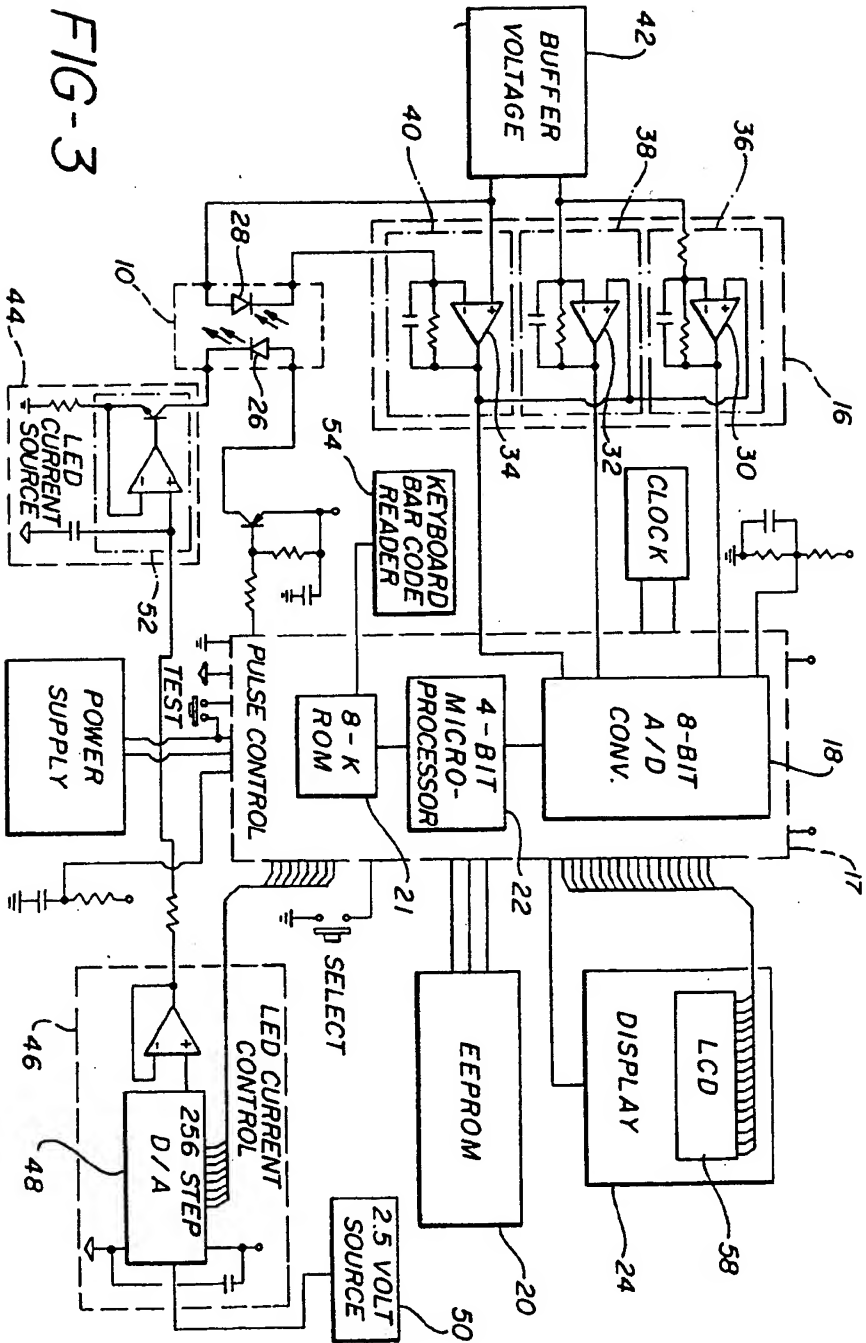 42
BUFFER
VOLTAGE
36
38
40
16
30
32
34
28
10
26
44
LED
CURRENT
SOURCE
52
54
KEYBOARD
BAR CODE
READER
CLOCK
17
18
8-BIT
A/D
CONV.
4-BIT
MICRO-
PROCESSOR
22
8-K
ROM
21
PULSE CONTROL
TEST
POWER
SUPPLY
SELECT
DISPLAY
LCD
58
24
EEPROM
20
LED CURRENT
CONTROL
46
256 STEP
D/A
48
2.5 VOLT
SOURCE
50
+
-
+
-
+
-
+
-
+
-
FIG-3